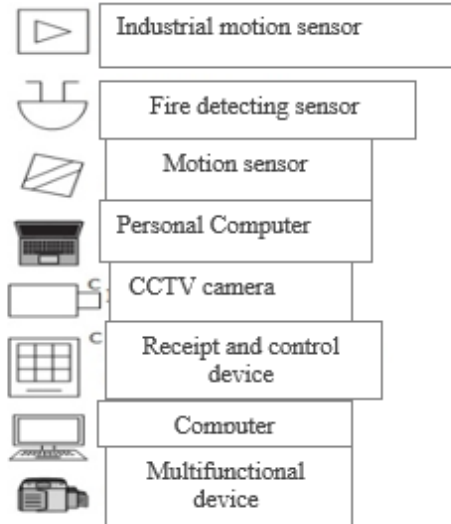 Industrial motion sensor
Fire detecting sensor
Motion sensor
Personal Computer
C
CCTV camera
C
Receipt and control
device
Computer
Multifunctional
device